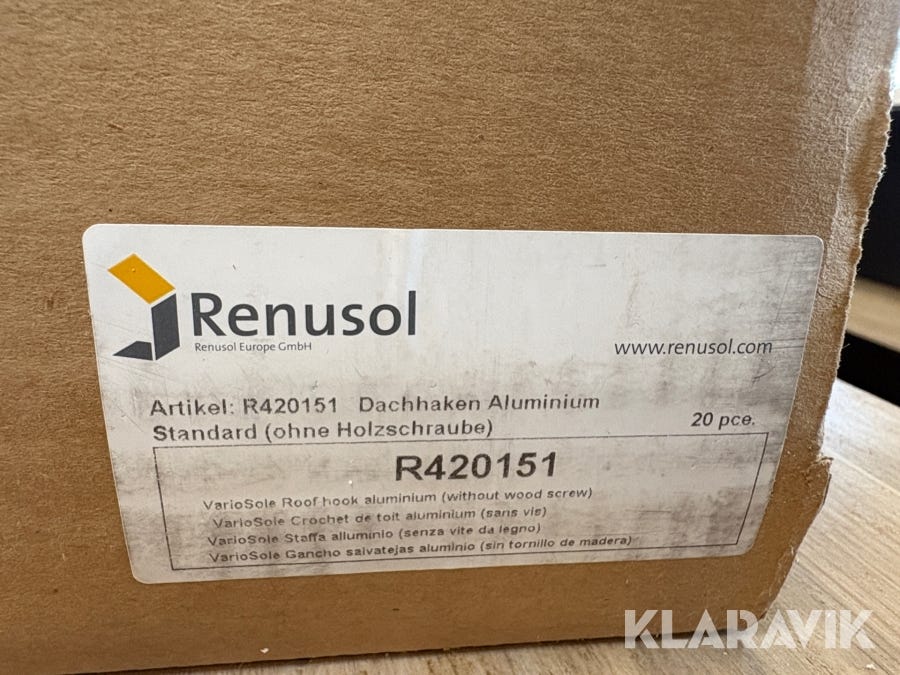 Renusol
Renusol Europe GmbH
www.renusol.com
Artikel: R420151 Dachhaken Aluminium
Standard (ohne Holzschraube)
20 pce.
R420151
VarioSole Roof hook aluminium (without wood screw)
VarioSole Crochet de toit aluminium (sans vis)
VarioSole Staffa alluminio (senza vite da legno)
VarioSole Gancho salvatejas aluminio (sin tornillo de madera)
KLARAVIK